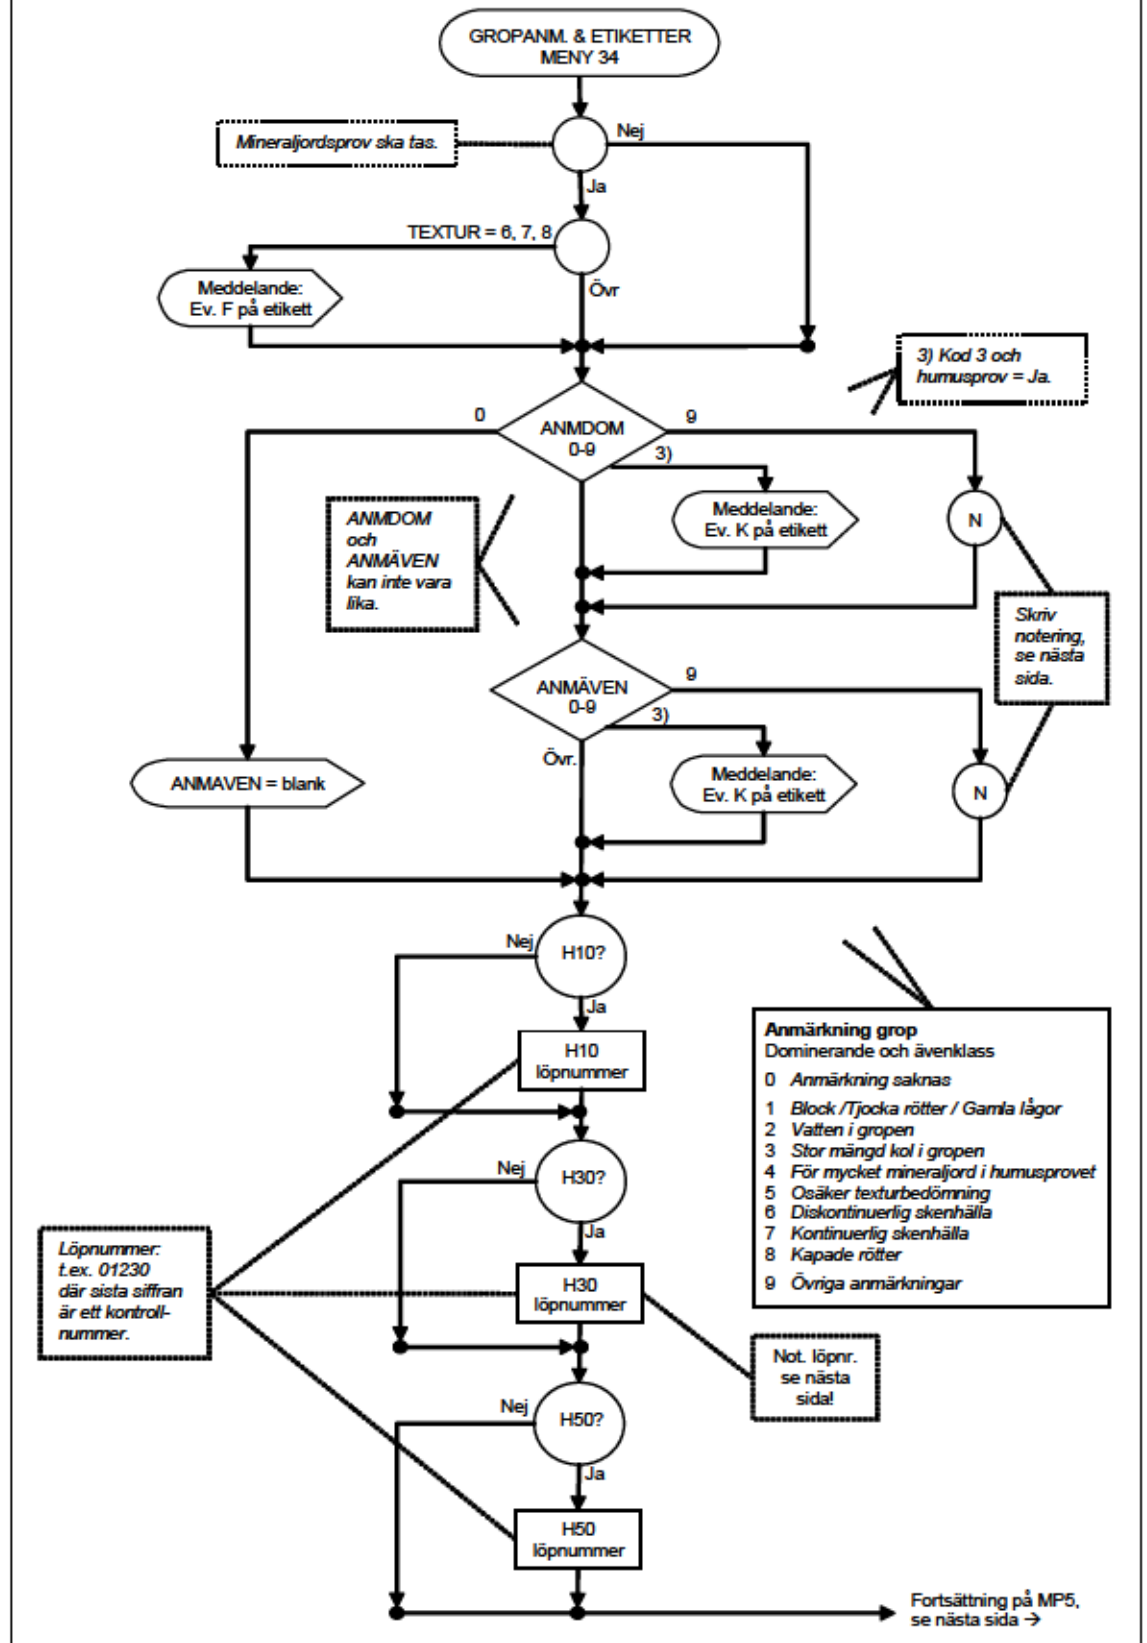 GROPANM. & ETIKETTER
MENY 34
Mineraljordsprov ska tas.
Nej
Ja
TEXTUR = 6, 7, 8
Övr
Meddelande:
Ev. F på etikett
3) Kod 3 och
humusprov = Ja.
0
ANMDOM
0-9
9
3)
ANMDOM
och
ANMÄVEN
kan inte vara
lika.
Meddelande:
Ev. K på etikett
N
Skriv
notering,
se nästa
sida.
ANMÄVEN
0-9
9
3)
Övr.
ANMAVEN = blank
Meddelande:
Ev. K på etikett
N
Nej
H10?
Ja
H10
löpnummer
Anmärkning grop
Dominerande och ävenklass
0 Anmärkning saknas
1 Block /Tjocka rötter / Gamla lågor
2 Vatten i gropen
3 Stor mängd kol i gropen
4 För mycket mineraljord i humusprovet
5 Osäker texturbedömning
6 Diskontinuerlig skenhälla
7 Kontinuerlig skenhälla
8 Kapade rötter
9 Övriga anmärkningar
Nej
H30?
Ja
Löpnummer:
t.ex. 01230
där sista siffran
är ett kontroll-
nummer.
H30
löpnummer
Not. löpnr.
se nästa
sida!
Nej
H50?
Ja
H50
löpnummer
Fortsättning på MP5,
se nästa sida →